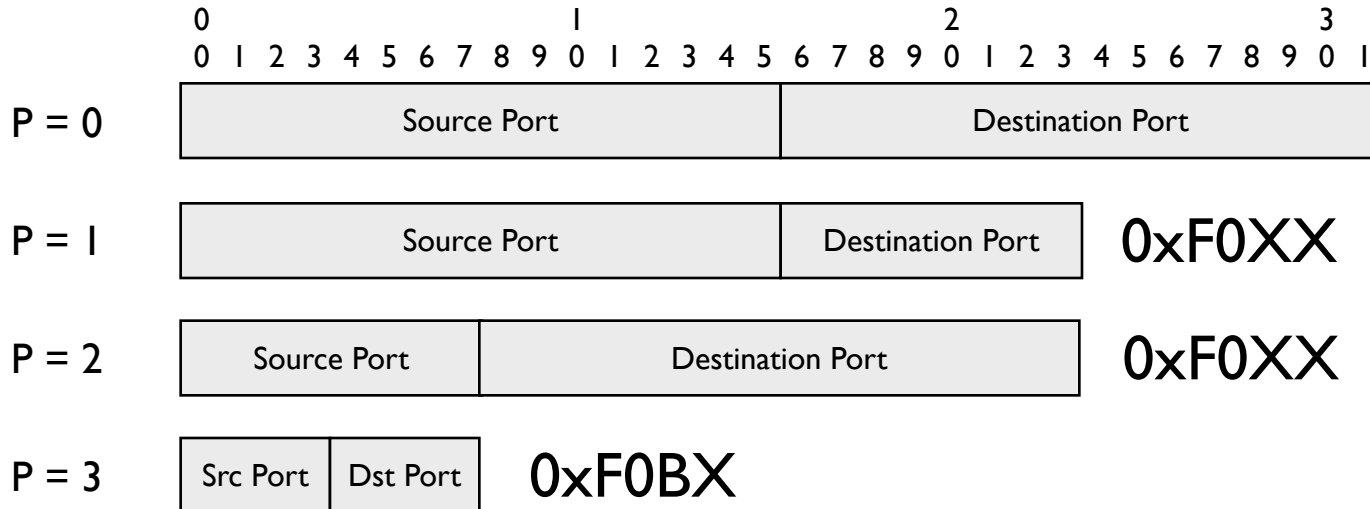 0 1 2 3
0 1 2 3 4 5 6 7 8 9 0 1 2 3 4 5 6 7 8 9 0 1 2 3 4 5 6 7 8 9 0 1
P = 0 Source Port Destination Port
P = 1 Source Port Destination Port 0xF0XX
P = 2 Source Port Destination Port 0xF0XX
P = 3 Src Port Dst Port 0xF0BX